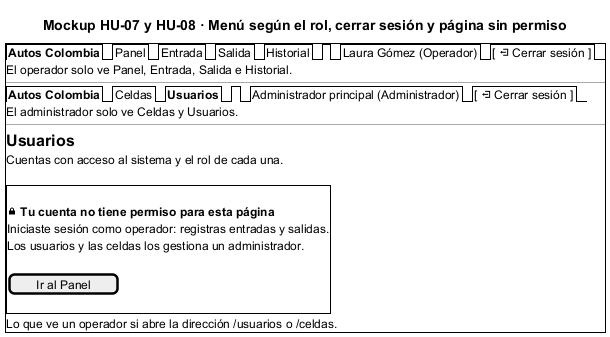 Mockup HU-07 y HU-08 · Menú según el rol, cerrar sesión y página sin permiso
Autos Colombia Panel Entrada Salida Historial Laura Gómez (Operador) [ Cerrar sesión ]
El operador solo ve Panel, Entrada, Salida e Historial.
Autos Colombia Celdas Usuarios Administrador principal (Administrador) [ Cerrar sesión ]
El administrador solo ve Celdas y Usuarios.
Usuarios
Cuentas con acceso al sistema y el rol de cada una.
Tu cuenta no tiene permiso para esta página
Iniciaste sesión como operador: registras entradas y salidas.
Los usuarios y las celdas los gestiona un administrador.
Ir al Panel
Lo que ve un operador si abre la dirección /usuarios o /celdas.